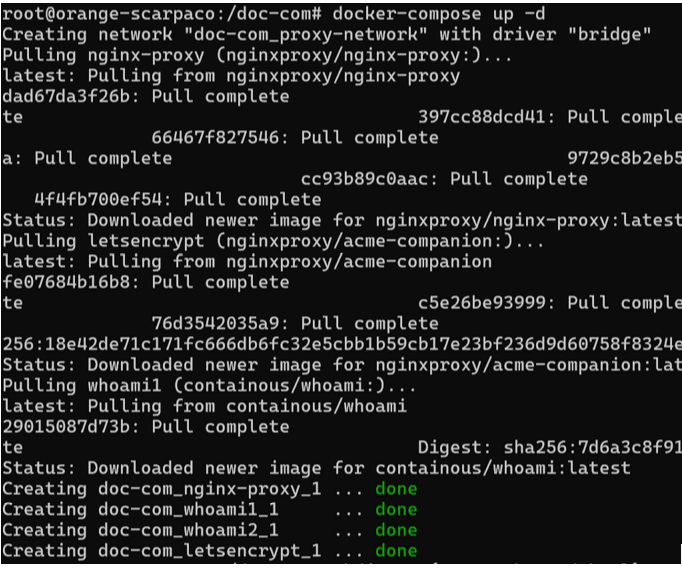 root@orange-scarpaco:/doc-com# docker-compose up -d
Creating network "doc-com_proxy-network" with driver "bridge"
Pulling nginx-proxy (nginxproxy/nginx-proxy:)...
latest: Pulling from nginxproxy/nginx-proxy
dad67da3f26b: Pull complete
te 397cc88dcd41: Pull comple
66467f827546: Pull complete
a: Pull complete 9729c8b2eb5
cc93b89c0aac: Pull complete
4f4fb700ef54: Pull complete
Status: Downloaded newer image for nginxproxy/nginx-proxy:latest
Pulling letsencrypt (nginxproxy/acme-companion:)...
latest: Pulling from nginxproxy/acme-companion
fe07684b16b8: Pull complete
te c5e26be93999: Pull comple
76d3542035a9: Pull complete
256:18e42de71c171fc666db6fc32e5cbb1b59cb17e23bf236d9d60758f8324e
Status: Downloaded newer image for nginxproxy/acme-companion:lat
Pulling whoami1 (containous/whoami:)...
latest: Pulling from containous/whoami
29015087d73b: Pull complete
te Digest: sha256:7d6a3c8f91
Status: Downloaded newer image for containous/whoami:latest
Creating doc-com_nginx-proxy_1 ... done
Creating doc-com_whoami1_1 ... done
Creating doc-com_whoami2_1 ... done
Creating doc-com_letsencrypt_1 ... done